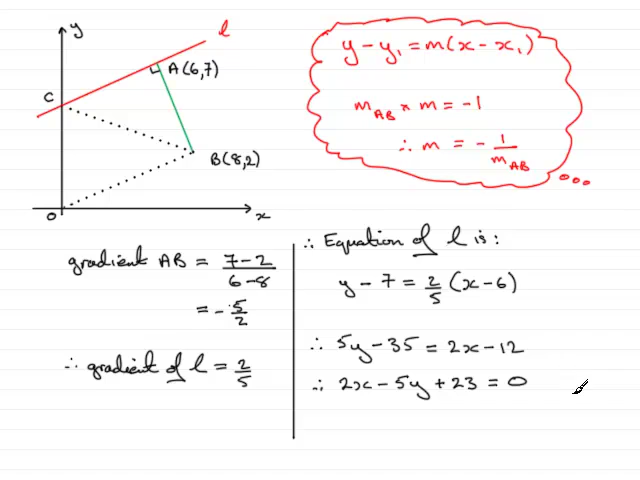 y
l
A(6,7)
C
B(8,2)
O
x
y - y₁ = m(x - x₁)
m_AB × m = -1
∴ m = - 1/m_AB
gradient AB = (7-2)/(6-8)
= -5/2
∴ gradient of l = 2/5
∴ Equation of l is:
y - 7 = 2/5 (x - 6)
∴ 5y - 35 = 2x - 12
∴ 2x - 5y + 23 = 0